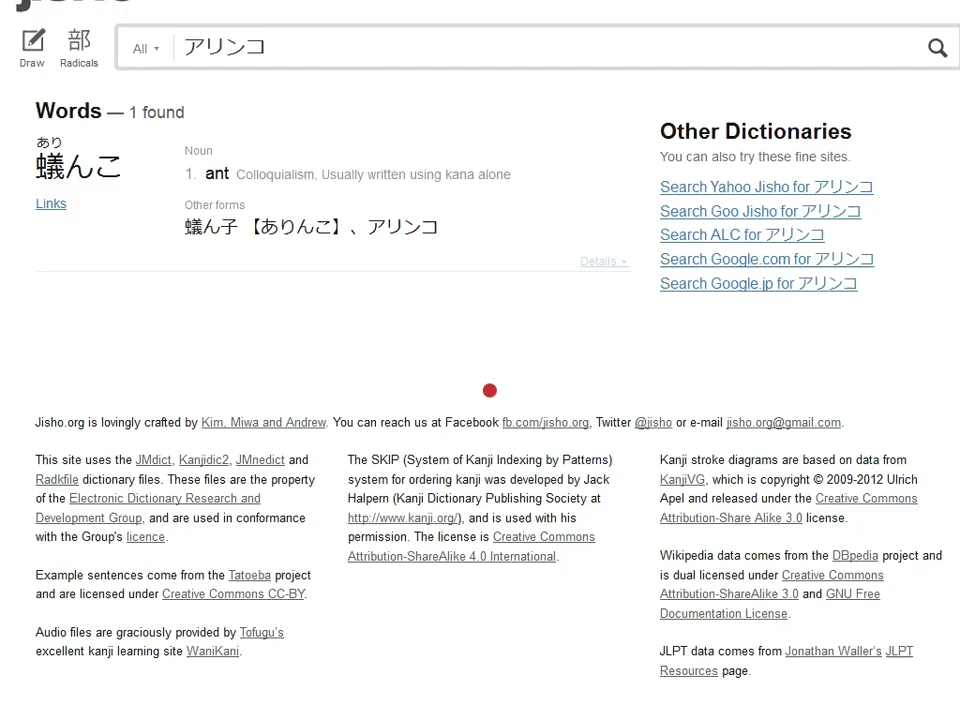 Draw
部
Radicals
All
アリンコ
Words — 1 found
あり
蟻んこ
Links
Noun
1. ant Colloquialism, Usually written using kana alone
Other forms
蟻ん子 【ありんこ】、アリンコ
Details
Other Dictionaries
You can also try these fine sites.
Search Yahoo Jisho for アリンコ
Search Goo Jisho for アリンコ
Search ALC for アリンコ
Search Google.com for アリンコ
Search Google.jp for アリンコ
Jisho.org is lovingly crafted by Kim, Miwa and Andrew. You can reach us at Facebook fb.com/jisho.org, Twitter @jisho or e-mail jisho.org@gmail.com.
This site uses the JMdict, Kanjidic2, JMnedict and
Radkfile dictionary files. These files are the property
of the Electronic Dictionary Research and
Development Group, and are used in conformance
with the Group's licence.
Example sentences come from the Tatoeba project
and are licensed under Creative Commons CC-BY.
Audio files are graciously provided by Tofugu's
excellent kanji learning site WaniKani.
The SKIP (System of Kanji Indexing by Patterns)
system for ordering kanji was developed by Jack
Halpern (Kanji Dictionary Publishing Society at
http://www.kanji.org/), and is used with his
permission. The license is Creative Commons
Attribution-ShareAlike 4.0 International.
Kanji stroke diagrams are based on data from
KanjiVG, which is copyright © 2009-2012 Ulrich
Apel and released under the Creative Commons
Attribution-Share Alike 3.0 license.
Wikipedia data comes from the DBpedia project and
is dual licensed under Creative Commons
Attribution-ShareAlike 3.0 and GNU Free
Documentation License.
JLPT data comes from Jonathan Waller's JLPT
Resources page.